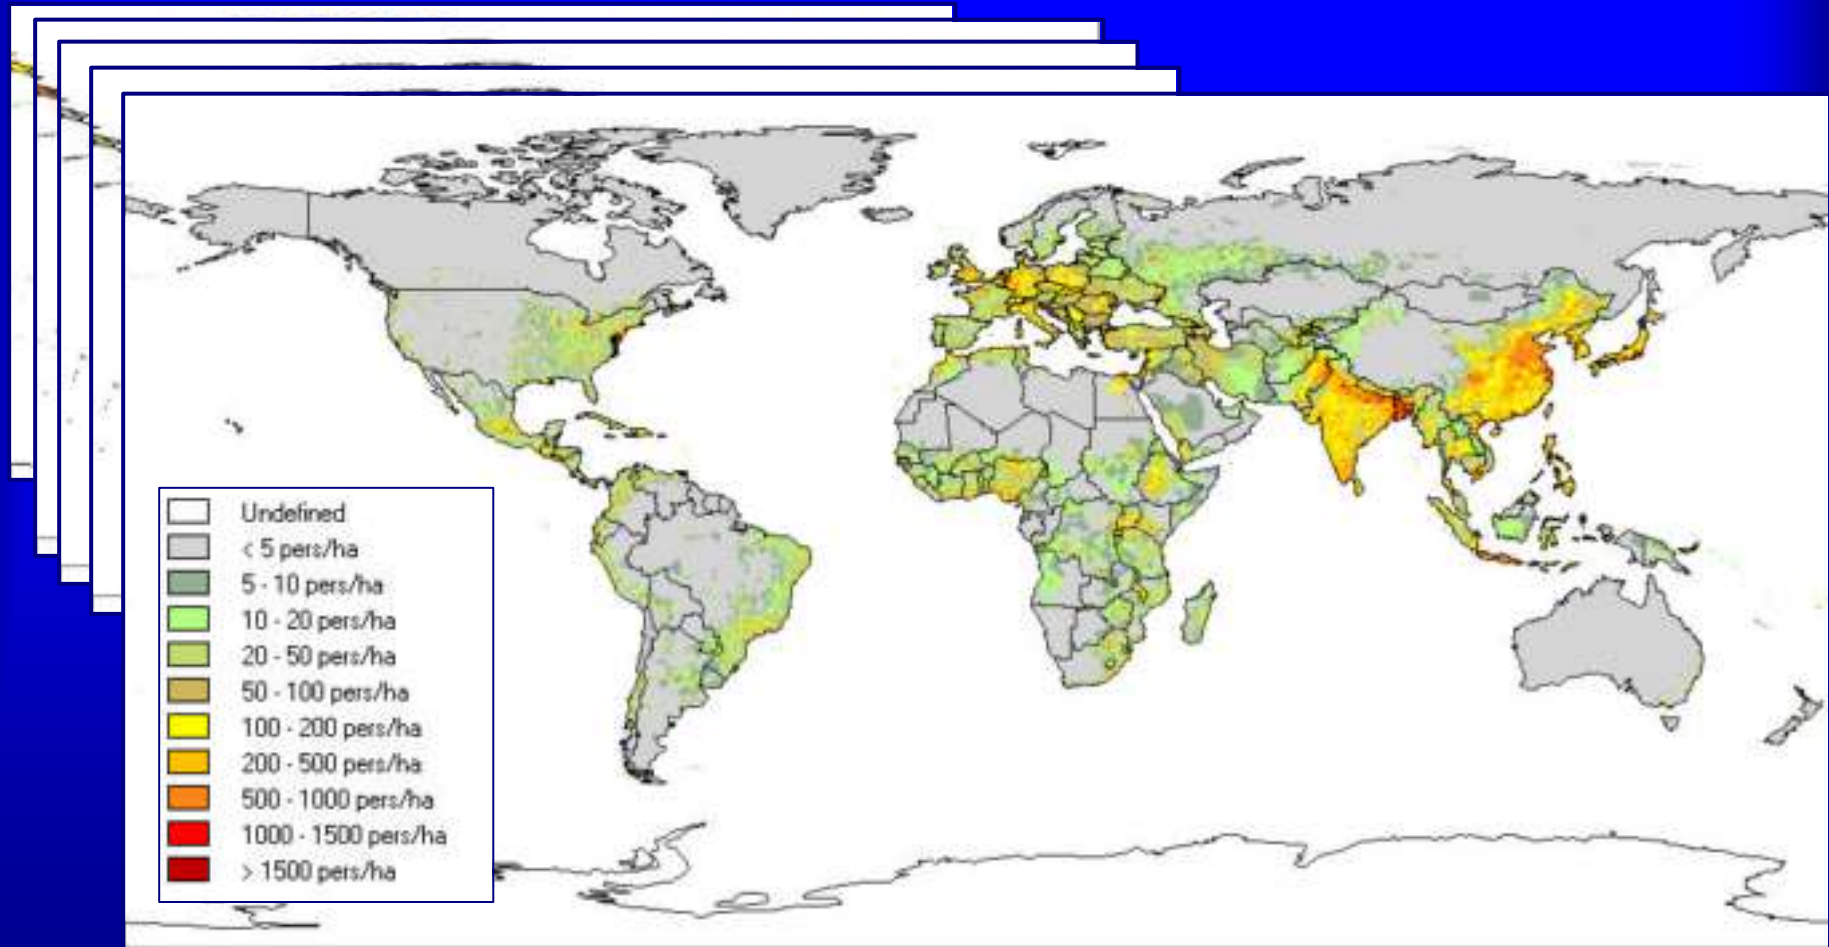 Undefined
< 5 pers/ha
5 - 10 pers/ha
10 - 20 pers/ha
20 - 50 pers/ha
50 - 100 pers/ha
100 - 200 pers/ha
200 - 500 pers/ha
500 - 1000 pers/ha
1000 - 1500 pers/ha
> 1500 pers/ha